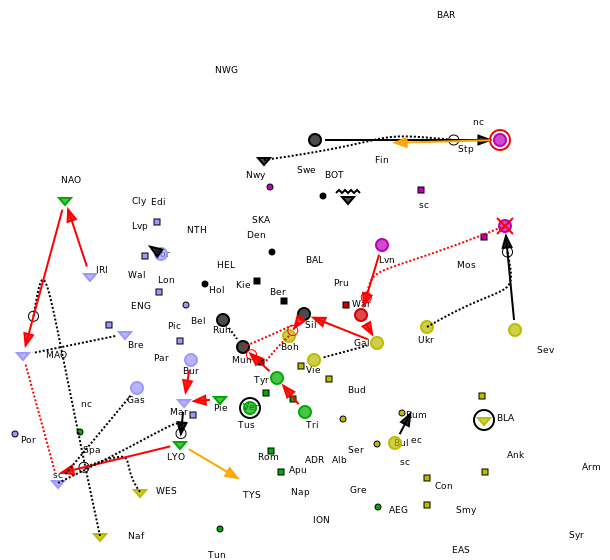 BAR
NWG
nc
Stp
Fin
Swe
BOT
Nwy
NAO
Cly Edi
sc
Lvp
SKA
NTH
Den
Lvn
Mos
BAL
HEL
IRI
Wal
Lon
Kie
Pru
Hol
Ber
ENG
War
Bel
Sil
Ruh
Pic
Ukr
Bre
Boh
Gal
Sev
MAO
Par
Mun
Vie
Bur
Tyr
Bud
Gas
nc
Mar
Pie
Ven
Rum
BLA
Tus
Tri
Por
Bul ec
Spa
Ser
Ank
LYO
Rom
ADR Alb
sc
Arm
sc
Apu
Con
WES
TYS
Nap
Gre
AEG
Smy
ION
Naf
Syr
EAS
Tun